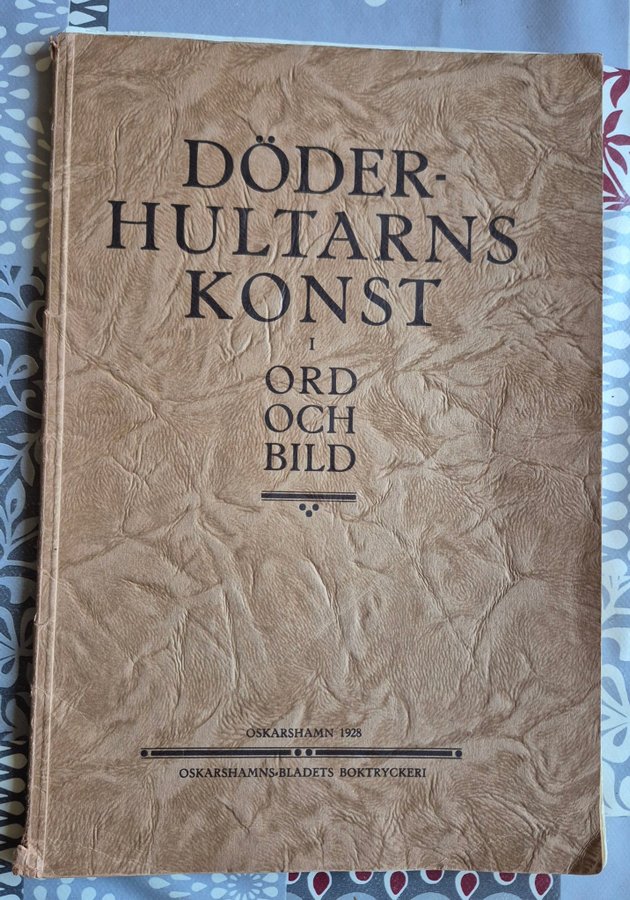 DÖDER-
HULTARNS
KONST
I
ORD
OCH
BILD
OSKARSHAMN 1928
OSKARSHAMNS-BLADETS BOKTRYCKERI